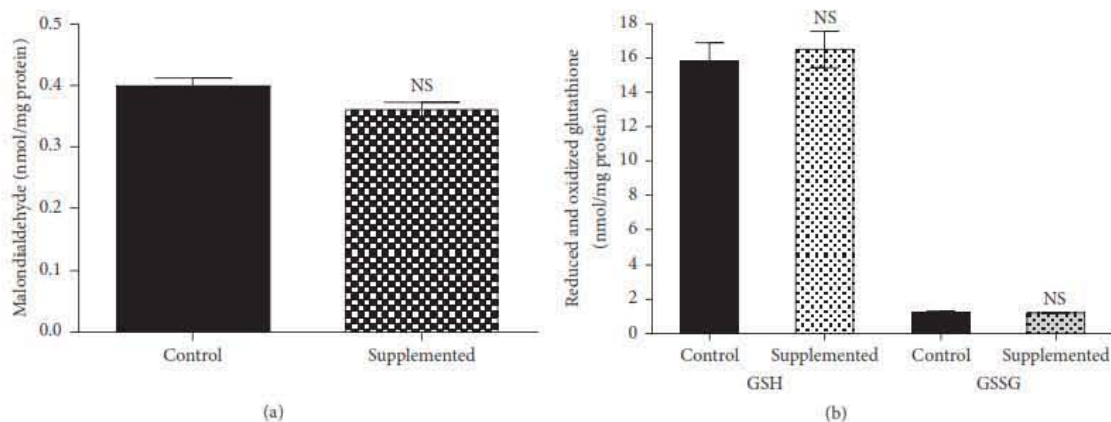 Malondialdehyde (nmol/mg protein)
0.5
0.4
0.3
0.2
0.1
0.0
NS
Control
Supplemented
(a)
Reduced and oxidized glutathione
(nmol/mg protein)
18
16
14
12
10
8
6
4
2
0
NS
NS
Control
Supplemented
Control
Supplemented
GSH
GSSG
(b)